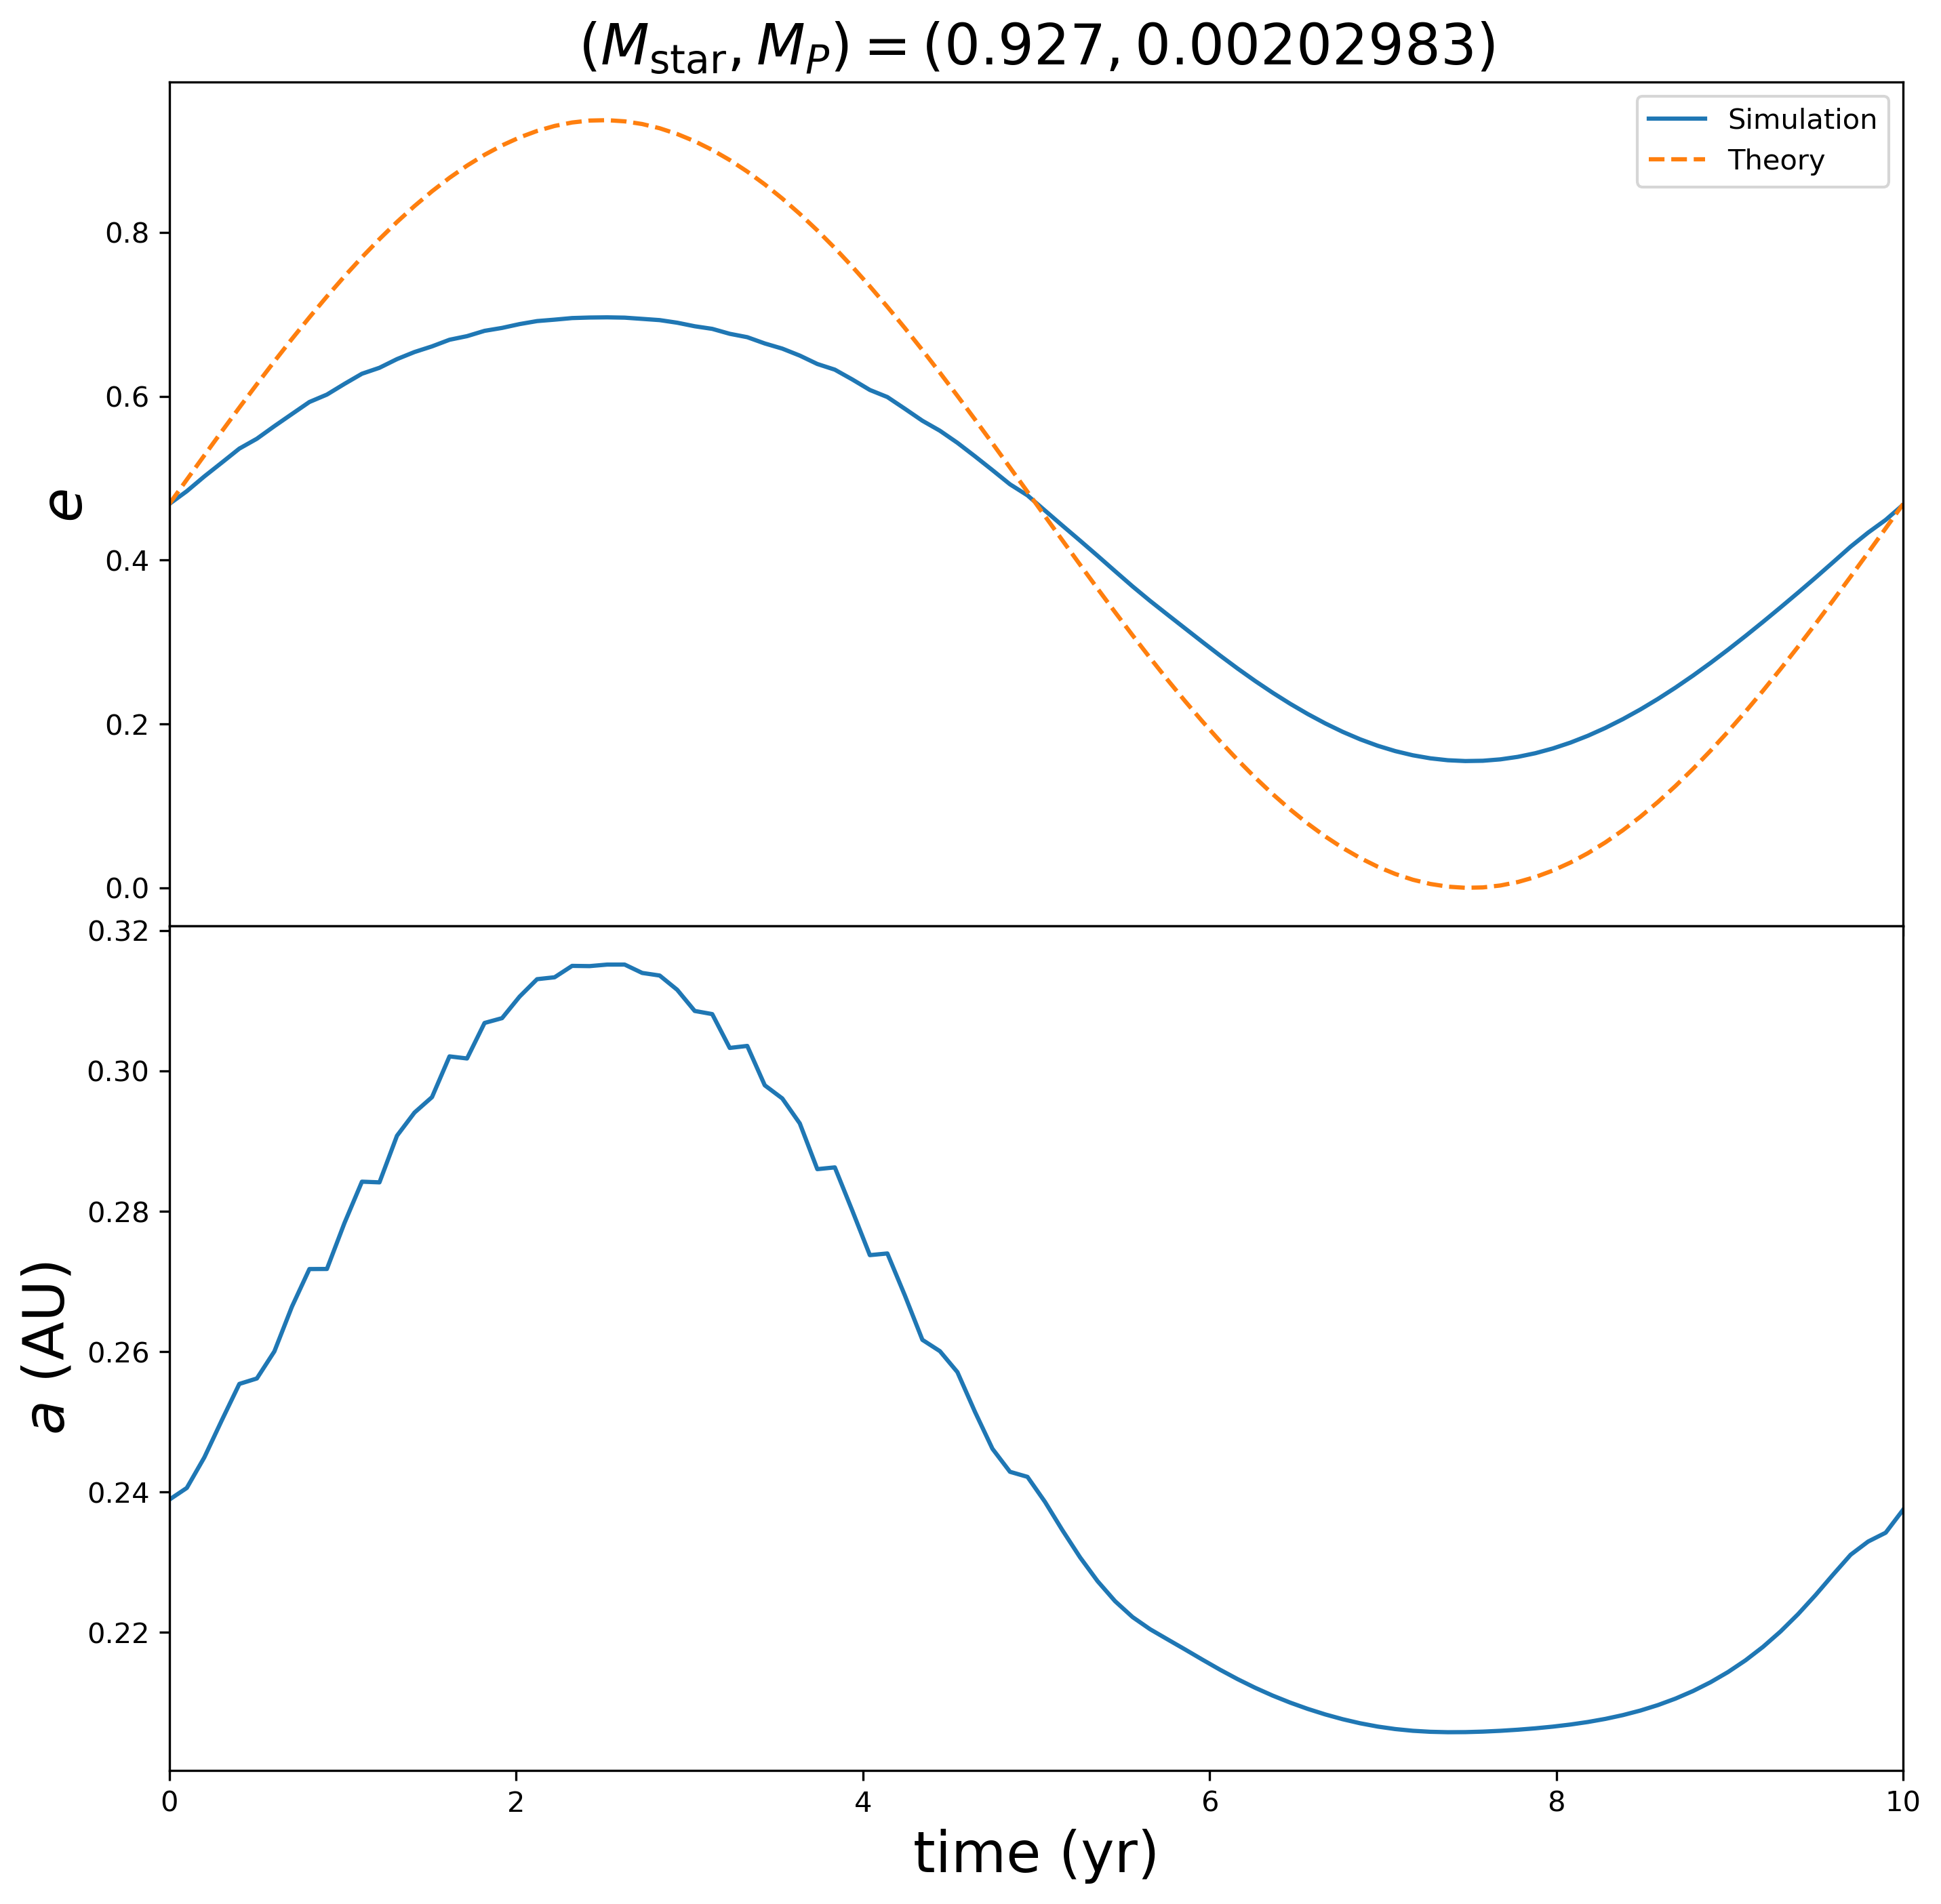 (M_star, M_P) = (0.927, 0.00202983)
Simulation
Theory
e
0.8
0.6
0.4
0.2
0.0
a (AU)
0.32
0.30
0.28
0.26
0.24
0.22
0 2 4 6 8 10
time (yr)